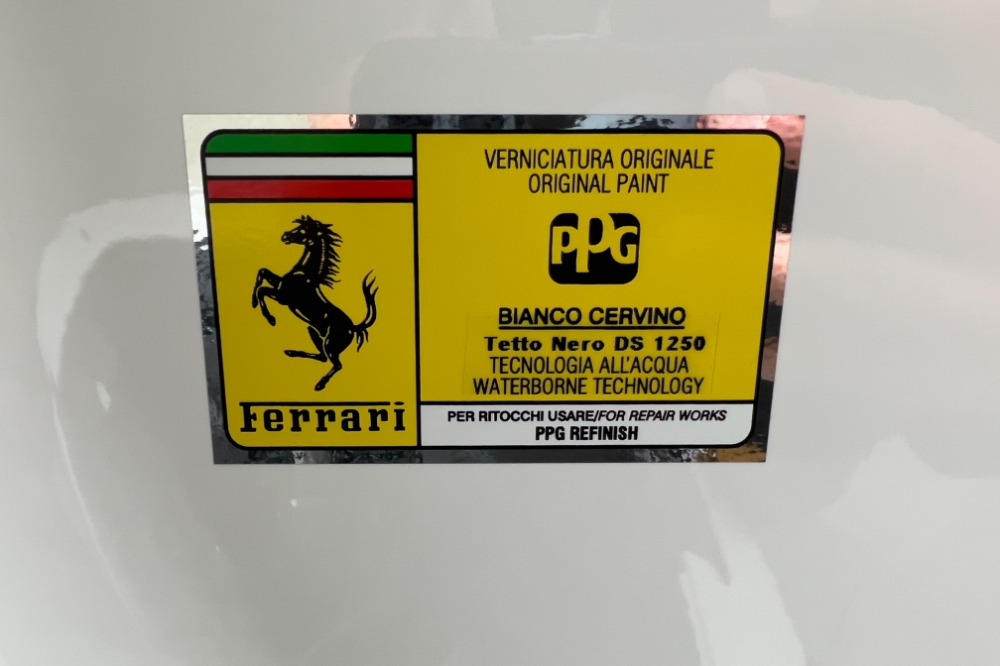 Ferrari
VERNICIATURA ORIGINALE
ORIGINAL PAINT
PPG
BIANCO CERVINO
Tetto Nero DS 1250
TECNOLOGIA ALL'ACQUA
WATERBORNE TECHNOLOGY
PER RITOCCHI USARE/FOR REPAIR WORKS
PPG REFINISH